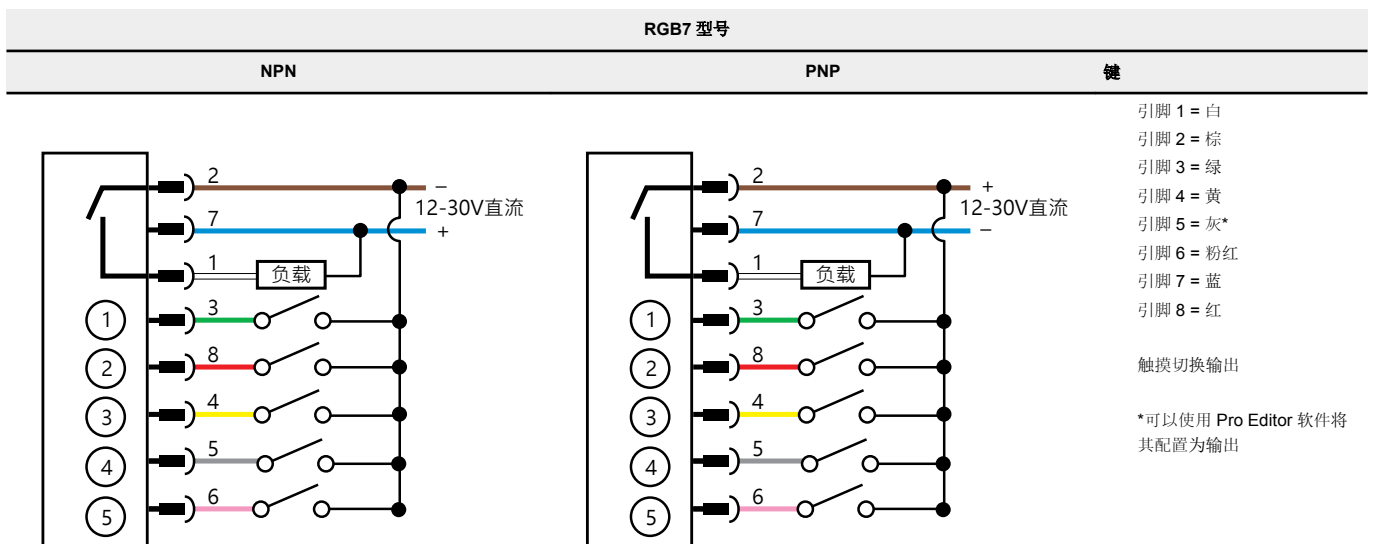 RGB7 型号
NPN
PNP
键
2
–
12-30V直流
7
+
1
负载
1
3
2
8
3
4
4
5
5
6
2
+
12-30V直流
7
–
1
负载
1
3
2
8
3
4
4
5
5
6
引脚 1 = 白
引脚 2 = 棕
引脚 3 = 绿
引脚 4 = 黄
引脚 5 = 灰*
引脚 6 = 粉红
引脚 7 = 蓝
引脚 8 = 红
触摸切换输出
*可以使用 Pro Editor 软件将
其配置为输出